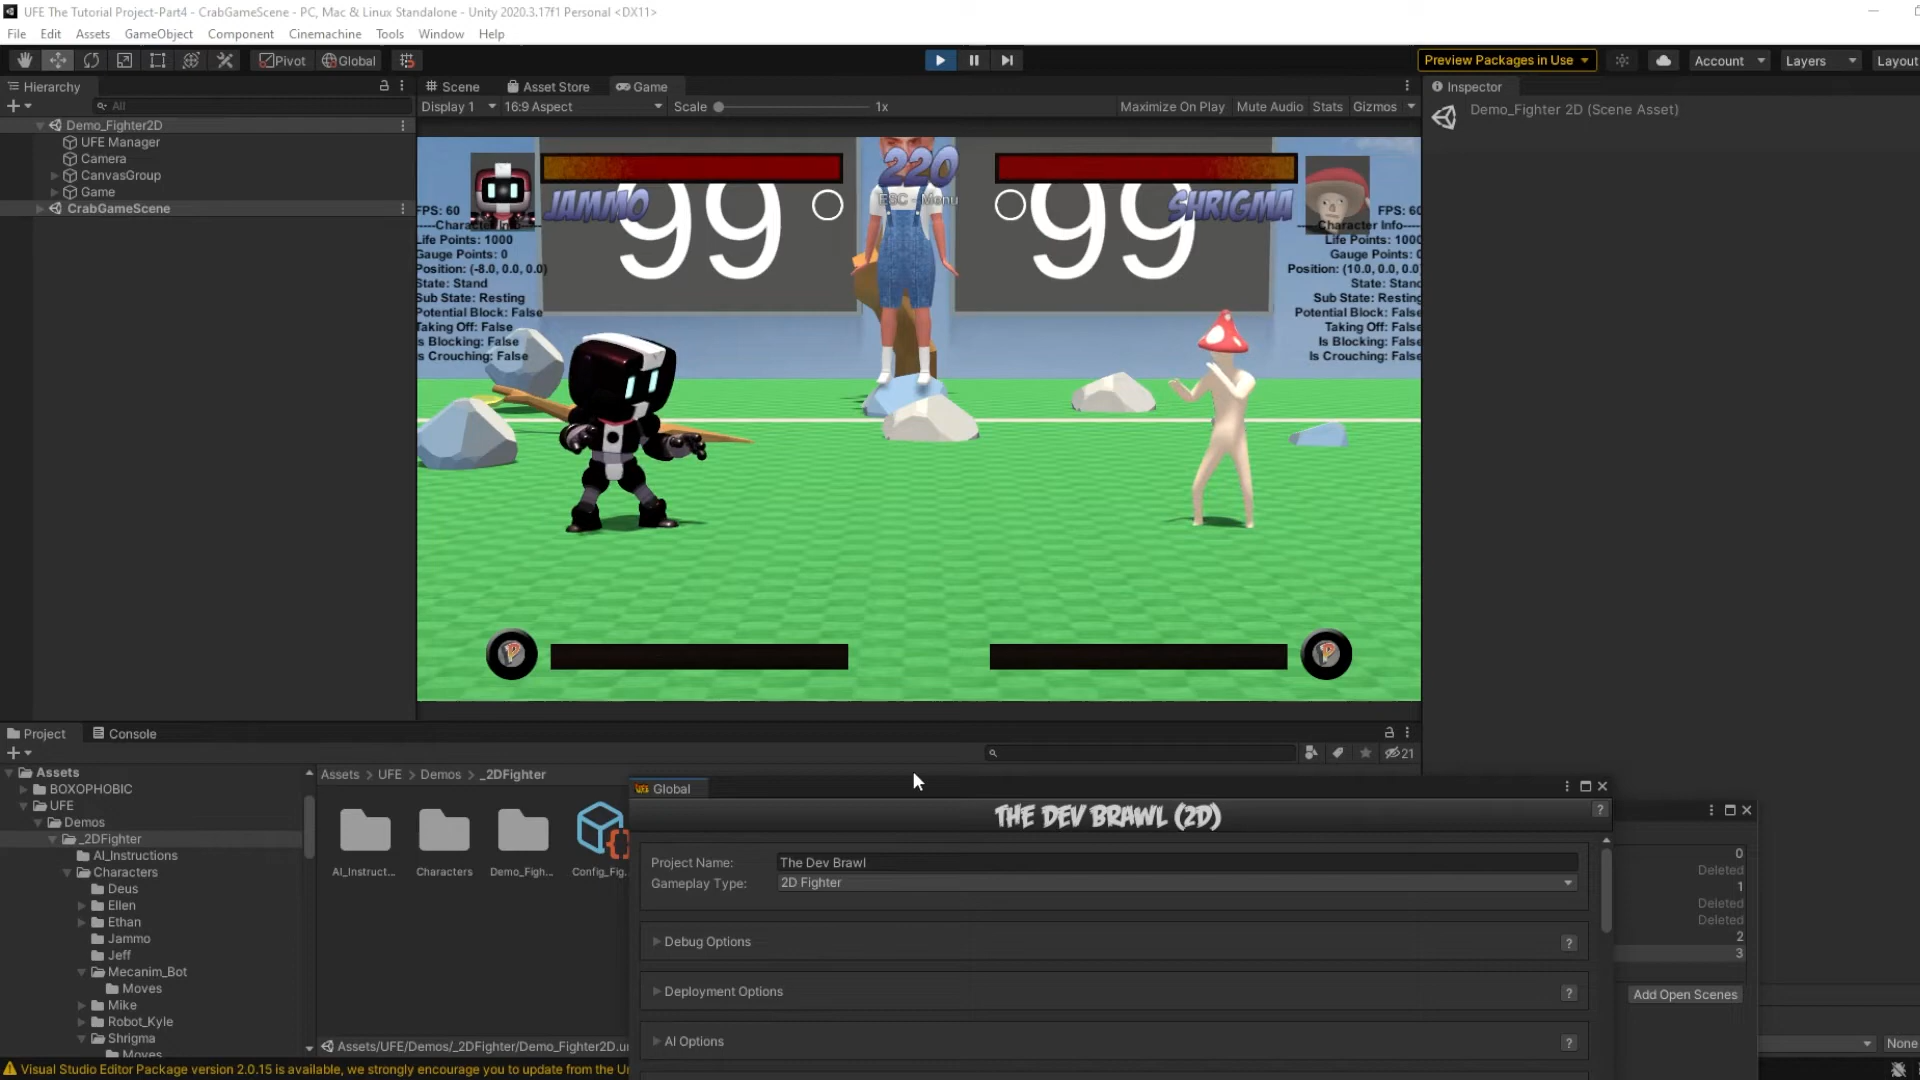 UFE The Tutorial Project-Part4 - CrabGameScene - PC, Mac & Linux Standalone - Unity 2020.3.17f1 Personal <DX11>
File Edit Assets GameObject Component Cinemachine Tools Window Help
Pivot Global Preview Packages in Use Account Layers Layout
Hierarchy
All
Demo_Fighter2D
UFE Manager
Camera
CanvasGroup
Game
CrabGameScene
Scene Asset Store Game
Display 1 16:9 Aspect Scale 1x Maximize On Play Mute Audio Stats Gizmos
220
ESC - Menu
JAMMO
99
99
SHRIGMA
FPS: 60
-----Character Info-----
Life Points: 1000
Gauge Points: 0
Position: (-8.0, 0.0, 0.0)
State: Stand
Sub State: Resting
Potential Block: False
Taking Off: False
s Blocking: False
s Crouching: False
FPS: 60
-----Character Info-----
Life Points: 1000
Gauge Points: 0
Position: (10.0, 0.0, 0.0
State: Stand
Sub State: Resting
Potential Block: False
Taking Off: False
Is Blocking: False
Is Crouching: False
P
P
Inspector
Demo_Fighter 2D (Scene Asset)
Project Console
21
Assets
BOXOPHOBIC
UFE
Demos
_2DFighter
AI_Instructions
Characters
Deus
Ellen
Ethan
Jammo
Jeff
Mecanim_Bot
Moves
Mike
Robot_Kyle
Shrigma
Moves
Assets > UFE > Demos > _2DFighter
AI_Instruct... Characters Demo_Figh... Config_Fig.
Assets/UFE/Demos/_2DFighter/Demo_Fighter2D.un
UFE Global
THE DEV BRAWL (2D)
?
Project Name: The Dev Brawl
Gameplay Type: 2D Fighter
Debug Options ?
Deployment Options ?
AI Options ?
0
Deleted
1
Deleted
Deleted
2
3
Add Open Scenes
None
Visual Studio Editor Package version 2.0.15 is available, we strongly encourage you to update from the Un